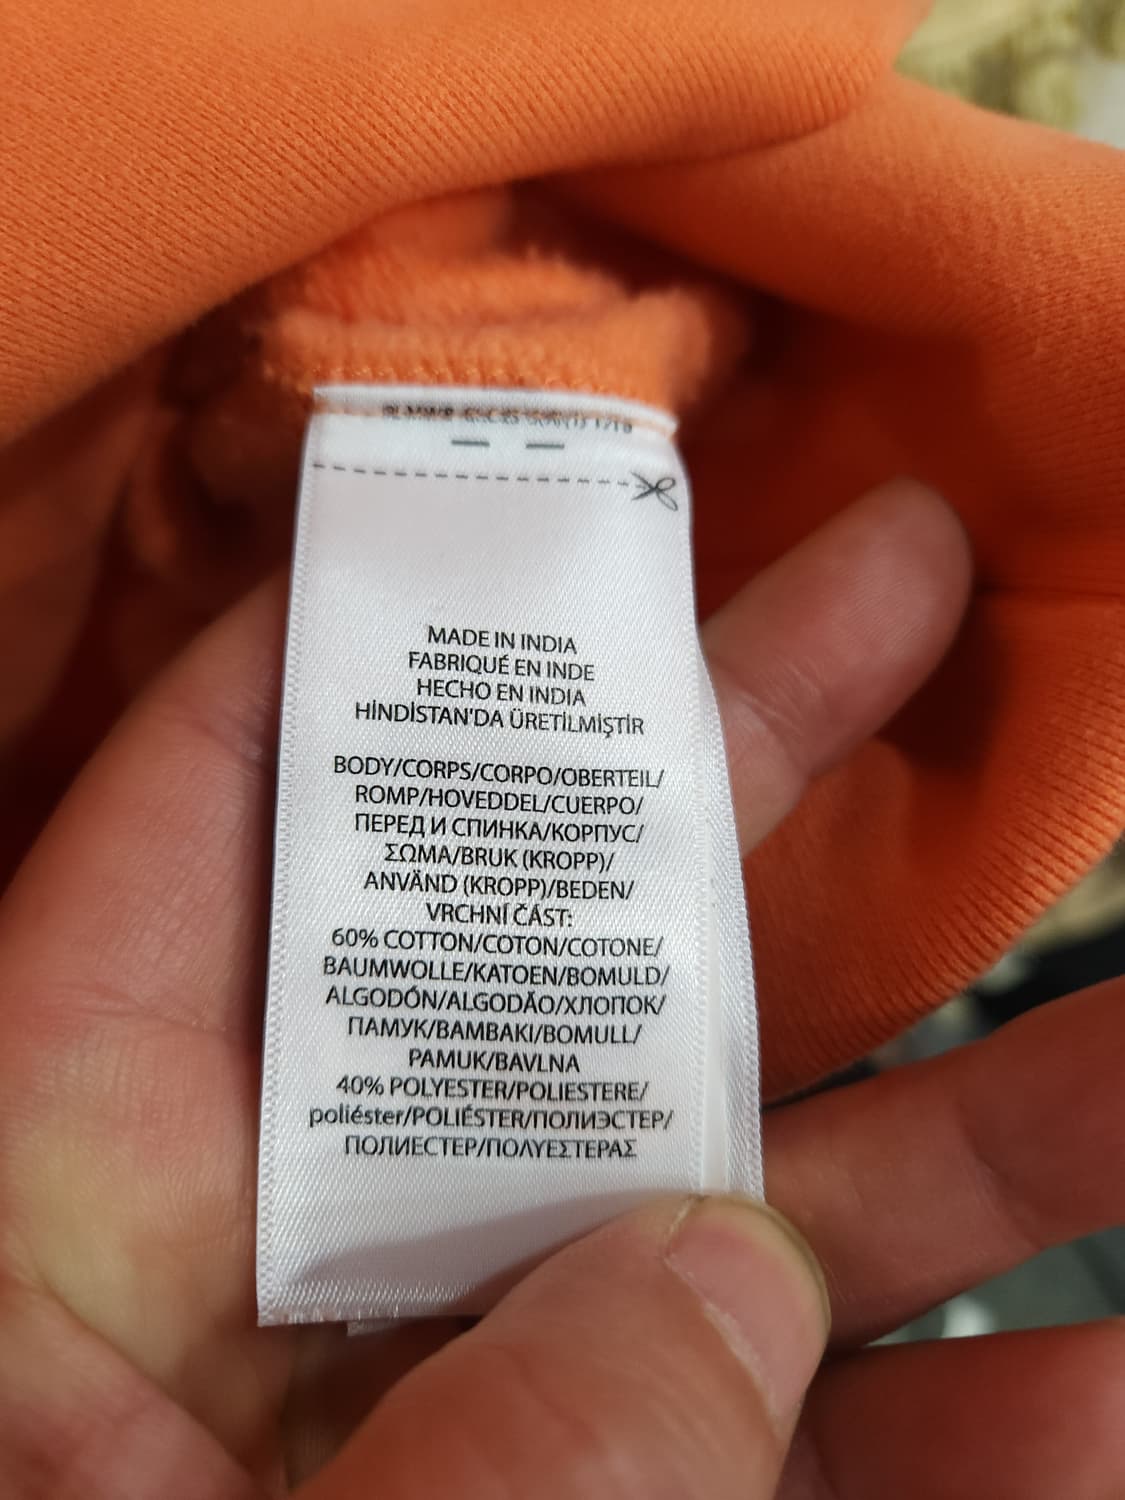 MADE IN INDIA
FABRIQUÉ EN INDE
HECHO EN INDIA
HİNDİSTAN'DA ÜRETİLMİŞTİR
BODY/CORPS/CORPO/OBERTEIL/
ROMP/HOVEDDEL/CUERPO/
ПЕРЕД И СПИНКА/КОРПУС/
ΣΩΜΑ/BRUK (KROPP)/
ANVÄND (KROPP)/BEDEN/
VRCHNÍ ČÁST:
60% COTTON/COTON/COTONE/
BAUMWOLLE/KATOEN/BOMULD/
ALGODÓN/ALGODÃO/ХЛОПОК/
ПАМУК/ΒΑΜΒΑΚΙ/BOMULL/
PAMUK/BAVLNA
40% POLYESTER/POLIESTERE/
poliéster/POLIÉSTER/ПОЛИЭСТЕР/
ПОЛИЕСТЕР/ΠΟΛΥΕΣΤΕΡΑΣ